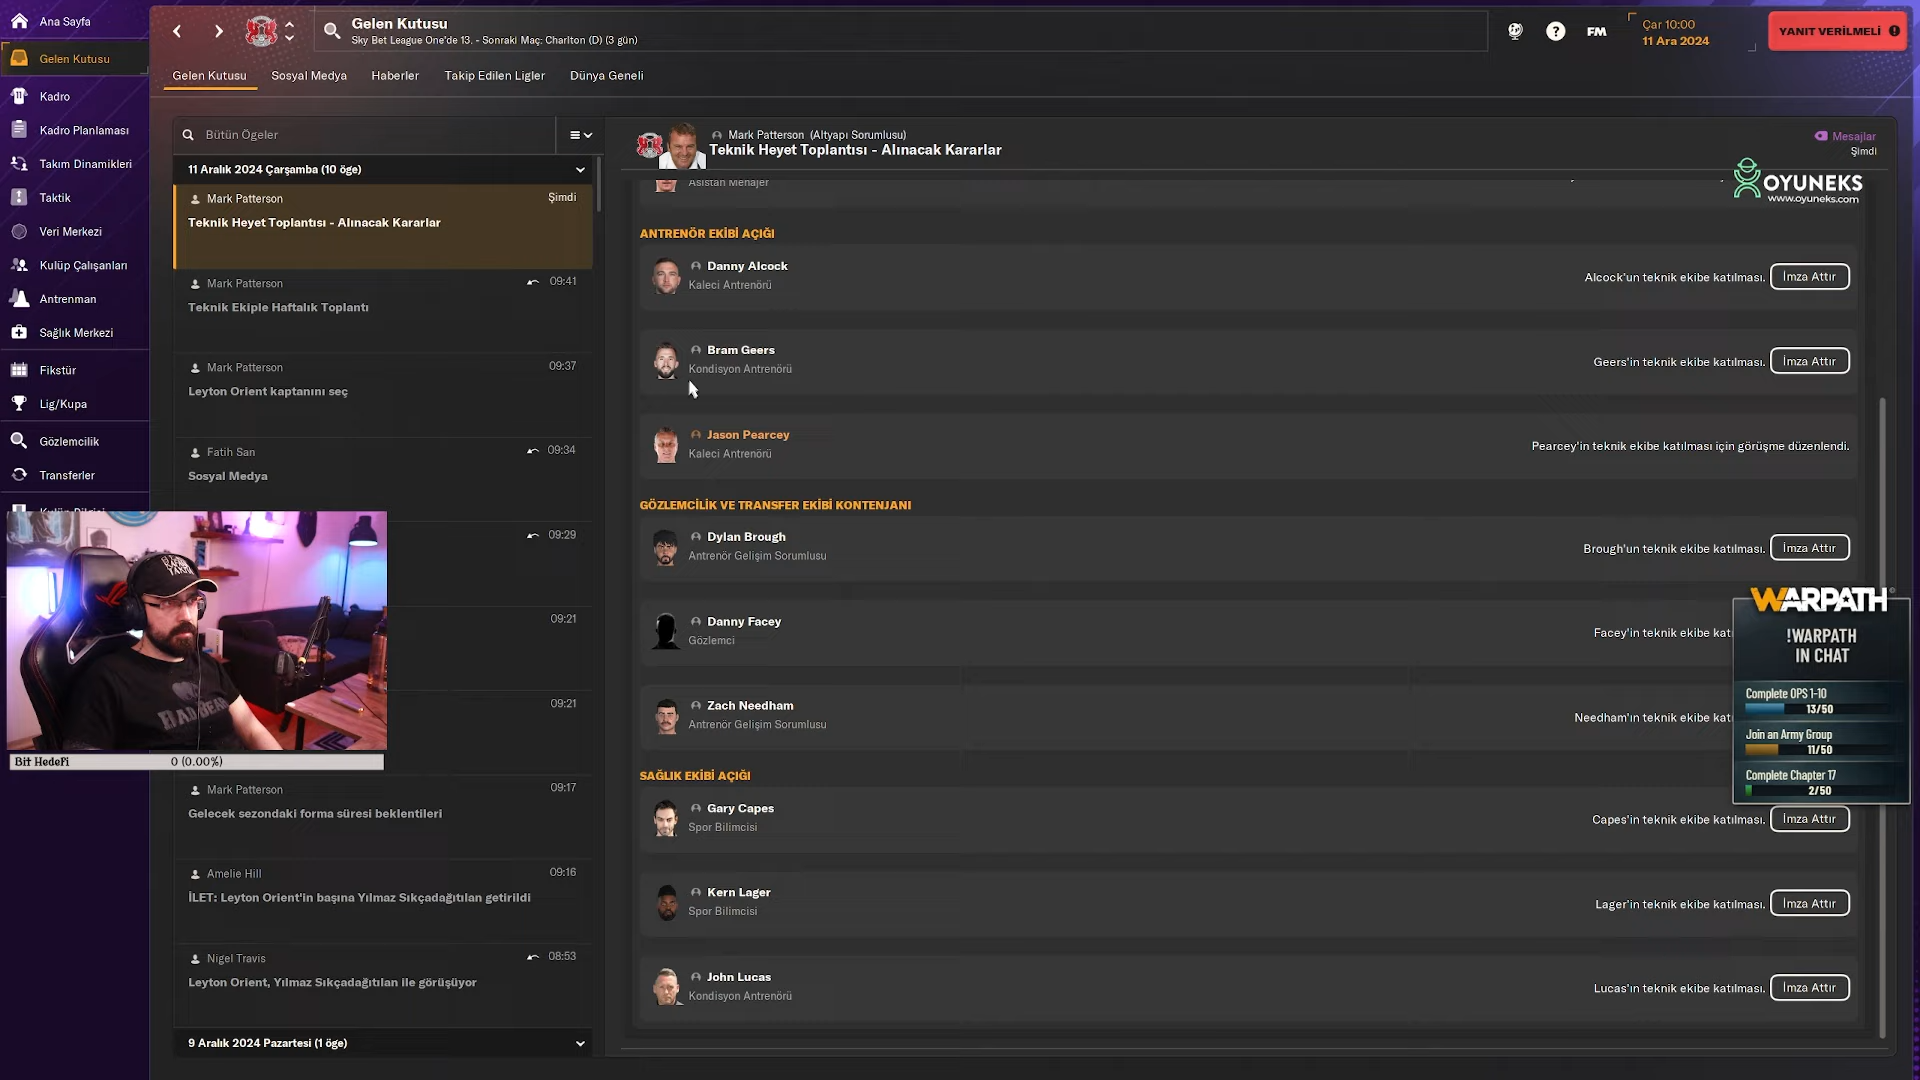 Ana Sayfa
Gelen Kutusu
Kadro
Kadro Planlaması
Takım Dinamikleri
Taktik
Veri Merkezi
Kulüp Çalışanları
Antrenman
Sağlık Merkezi
Fikstür
Lig/Kupa
Gözlemcilik
Transferler
Gelen Kutusu
Sky Bet League One'de 13. - Sonraki Maç: Charlton (D) (3 gün)
FM
Çar 10:00
11 Ara 2024
YANIT VERİLMELİ
Gelen Kutusu
Sosyal Medya
Haberler
Takip Edilen Ligler
Dünya Geneli
Bütün Ögeler
11 Aralık 2024 Çarşamba (10 öge)
Mark Patterson
Şimdi
Teknik Heyet Toplantısı - Alınacak Kararlar
Mark Patterson
09:41
Teknik Ekiple Haftalık Toplantı
Mark Patterson
09:37
Leyton Orient kaptanını seç
Fatih San
09:34
Sosyal Medya
09:29
09:21
09:21
Mark Patterson
09:17
Gelecek sezondaki forma süresi beklentileri
Amelie Hill
09:16
İLET: Leyton Orient'in başına Yılmaz Sıkçadağıtılan getirildi
Nigel Travis
08:53
Leyton Orient, Yılmaz Sıkçadağıtılan ile görüşüyor
9 Aralık 2024 Pazartesi (1 öge)
Mark Patterson (Altyapı Sorumlusu)
Teknik Heyet Toplantısı - Alınacak Kararlar
Mesajlar
Şimdi
OYUNEKS
www.oyuneks.com
Asistan Menajer
ANTRENÖR EKİBİ AÇIĞI
Danny Alcock
Kaleci Antrenörü
Alcock'un teknik ekibe katılması.
İmza Attır
Bram Geers
Kondisyon Antrenörü
Geers'in teknik ekibe katılması.
İmza Attır
Jason Pearcey
Kaleci Antrenörü
Pearcey'in teknik ekibe katılması için görüşme düzenlendi.
GÖZLEMCİLİK VE TRANSFER EKİBİ KONTENJANI
Dylan Brough
Antrenör Gelişim Sorumlusu
Brough'un teknik ekibe katılması.
İmza Attır
Danny Facey
Gözlemci
Facey'in teknik ekibe kat
Zach Needham
Antrenör Gelişim Sorumlusu
Needham'ın teknik ekibe kat
SAĞLIK EKİBİ AÇIĞI
Gary Capes
Spor Bilimcisi
Capes'in teknik ekibe katılması.
İmza Attır
Kern Lager
Spor Bilimcisi
Lager'in teknik ekibe katılması.
İmza Attır
John Lucas
Kondisyon Antrenörü
Lucas'ın teknik ekibe katılması.
İmza Attır
WARPATH
!WARPATH
IN CHAT
Complete OPS 1-10
13/50
Join an Army Group
11/50
Complete Chapter 17
2/50
Bit Hedefi
0 (0.00%)